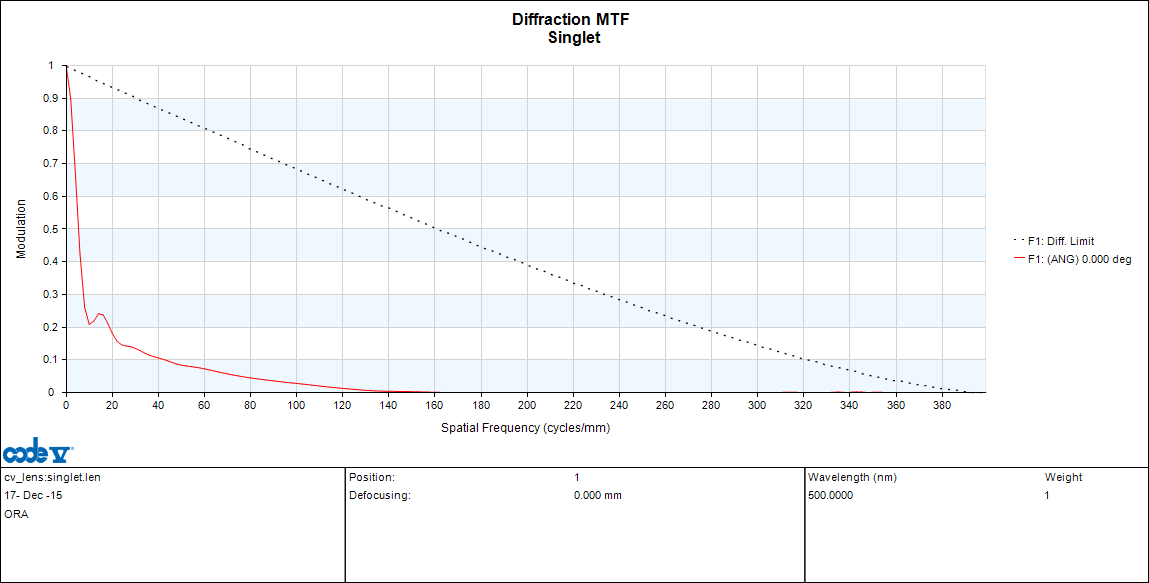 Diffraction MTF
Singlet
1
0.9
0.8
0.7
0.6
0.5
0.4
0.3
0.2
0.1
0
Modulation
0 20 40 60 80 100 120 140 160 180 200 220 240 260 280 300 320 340 360 380
Spatial Frequency (cycles/mm)
F1: Diff. Limit
F1: (ANG) 0.000 deg
code V
cv_lens:singlet.len
17- Dec -15
ORA
Position: 1
Defocusing: 0.000 mm
Wavelength (nm) Weight
500.0000 1